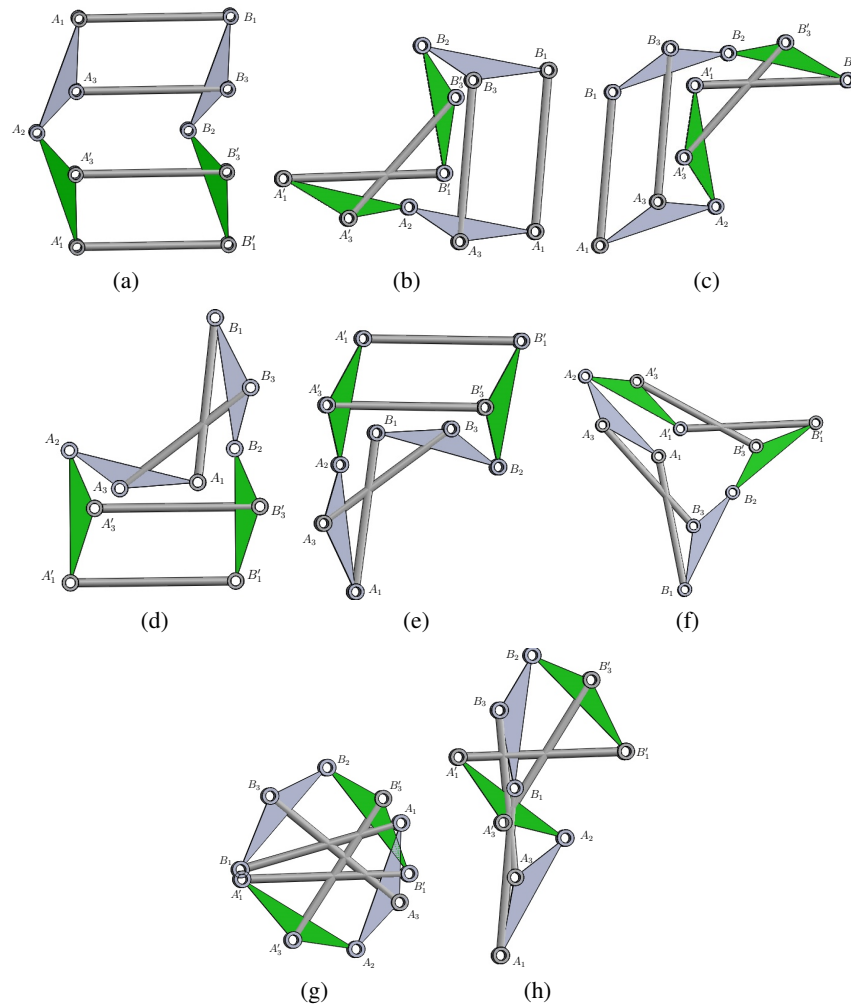 A₁ B₁
A₃ B₃
A₂ B₂
A′₃ B′₃
A′₁ B′₁
(a)
B₂ B₁
B′₃ B₃
A′₁ B′₁
A′₃ A₂ A₃ A₁
(b)
B₃ B₂ B′₃
B₁ A′₁ B
A′₃
A₃ A₂
A₁
(c)
B₁
B₃
A₂ B₂
A₃ A₁
A′₃ B′₃
A′₁ B′₁
(d)
A′₁ B′₁
A′₃ B′₃
B₁ B₃
A₂ B₂
A₃
A₁
(e)
A₂ A′₃
A₃ A′₁ B′₁
A₁ B′₃
B₂
B₃
B₁
(f)
B₂
B₃ B′₃
A₁
B₁
A′₁ B′₁
A₃
A′₃ A₂
(g)
B₂ B′₃
B₃
A′₁ B′₁
B₁
A′₃ A₂
A₃
A₁
(h)